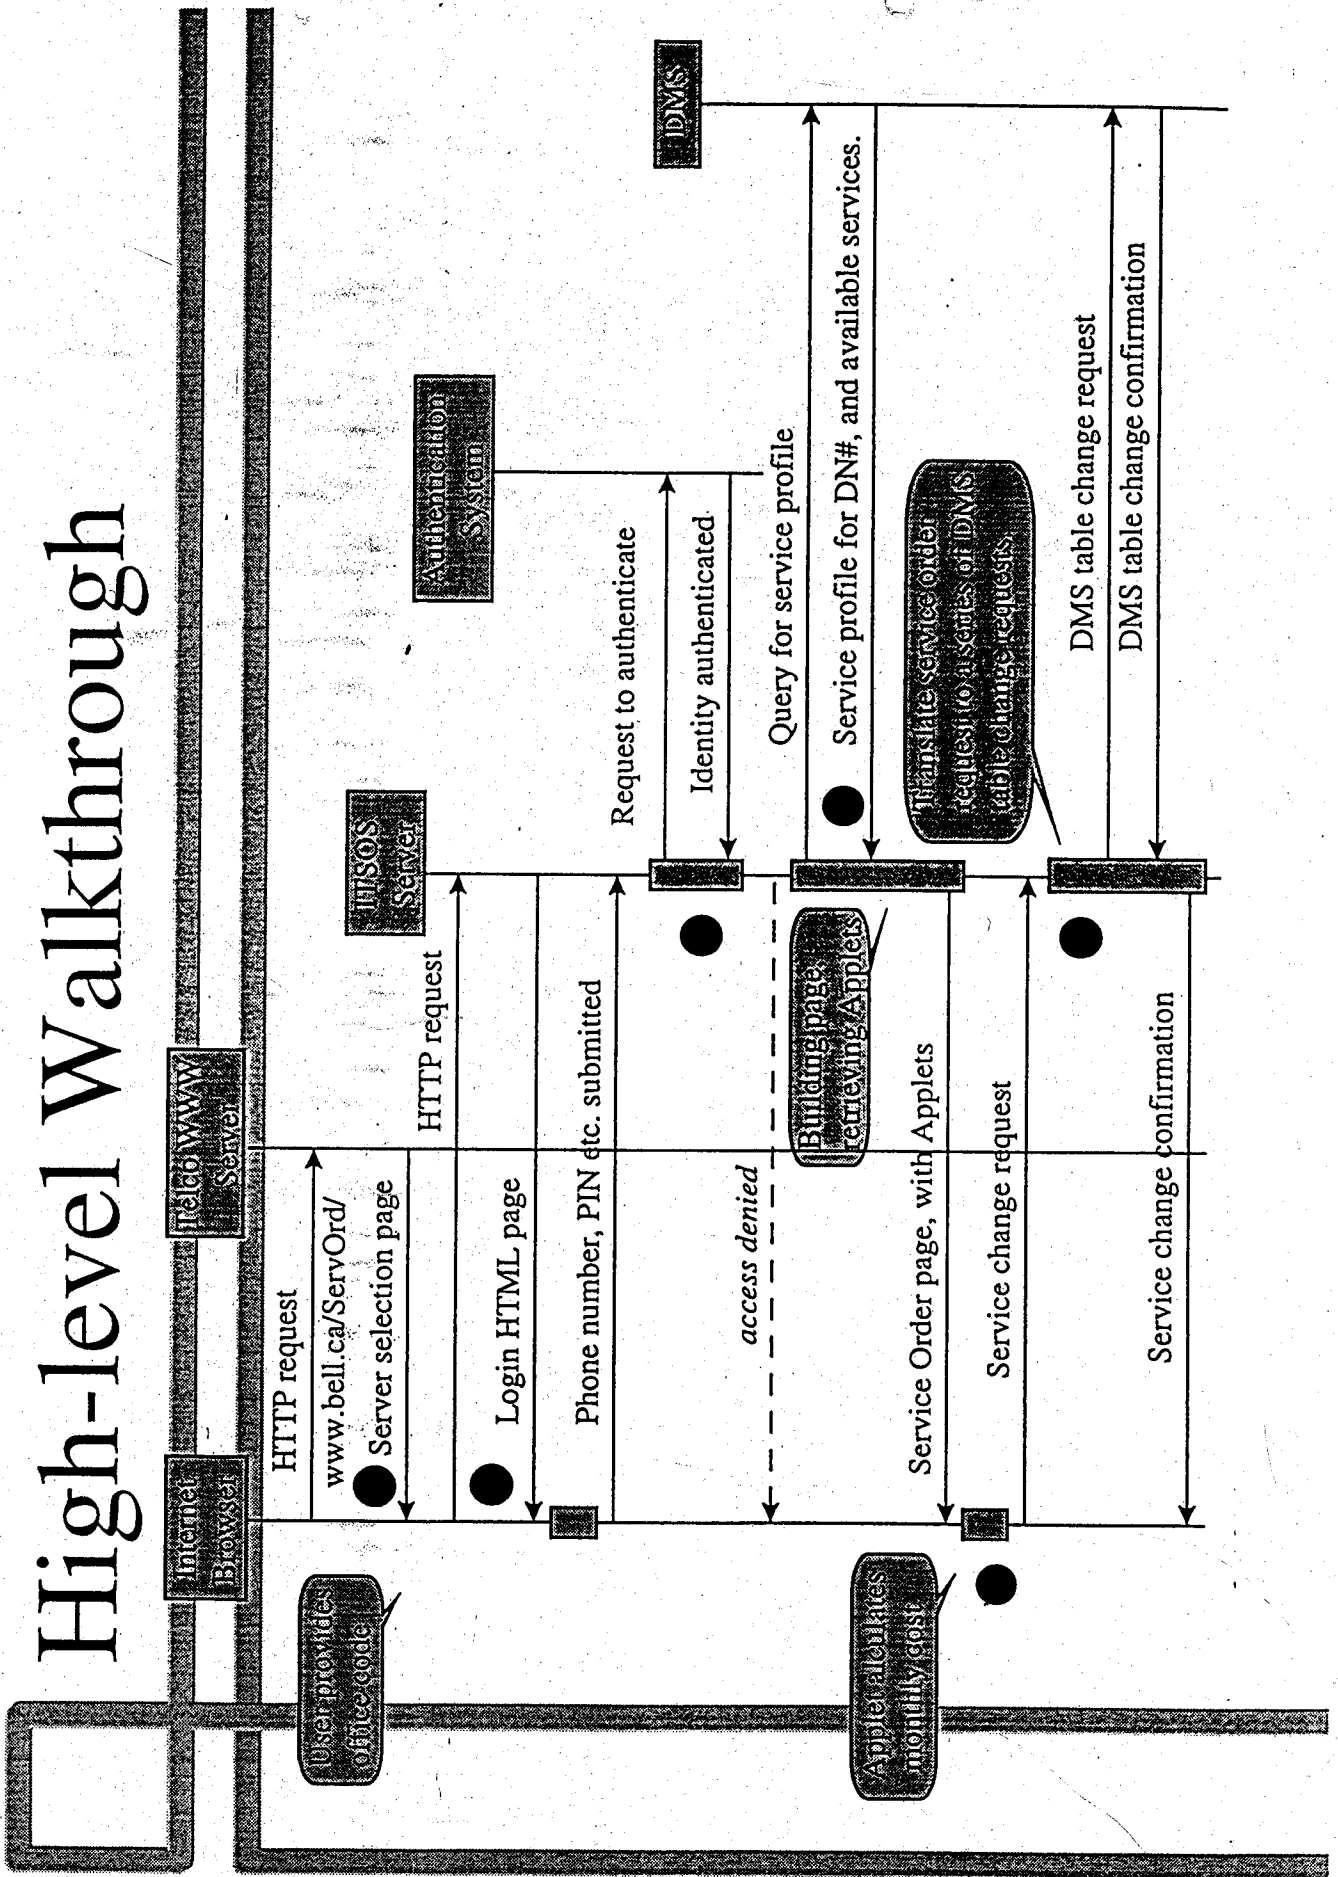 High-level Walkthrough
Internet
Browser
Telco WWW
Server
ITSOS
Server
Authentication
System
DMS
HTTP request
www.bell.ca/ServOrd/
Server selection page
User provides
office code
HTTP request
Login HTML page
Phone number, PIN etc. submitted
Request to authenticate
Identity authenticated
access denied
Query for service profile
Service profile for DN#, and available services.
Building page,
retrieving Applets
Service Order page, with Applets
Applet calculates
monthly cost
Service change request
Translate service order
request to a series of DMS
table change requests
DMS table change request
DMS table change confirmation
Service change confirmation